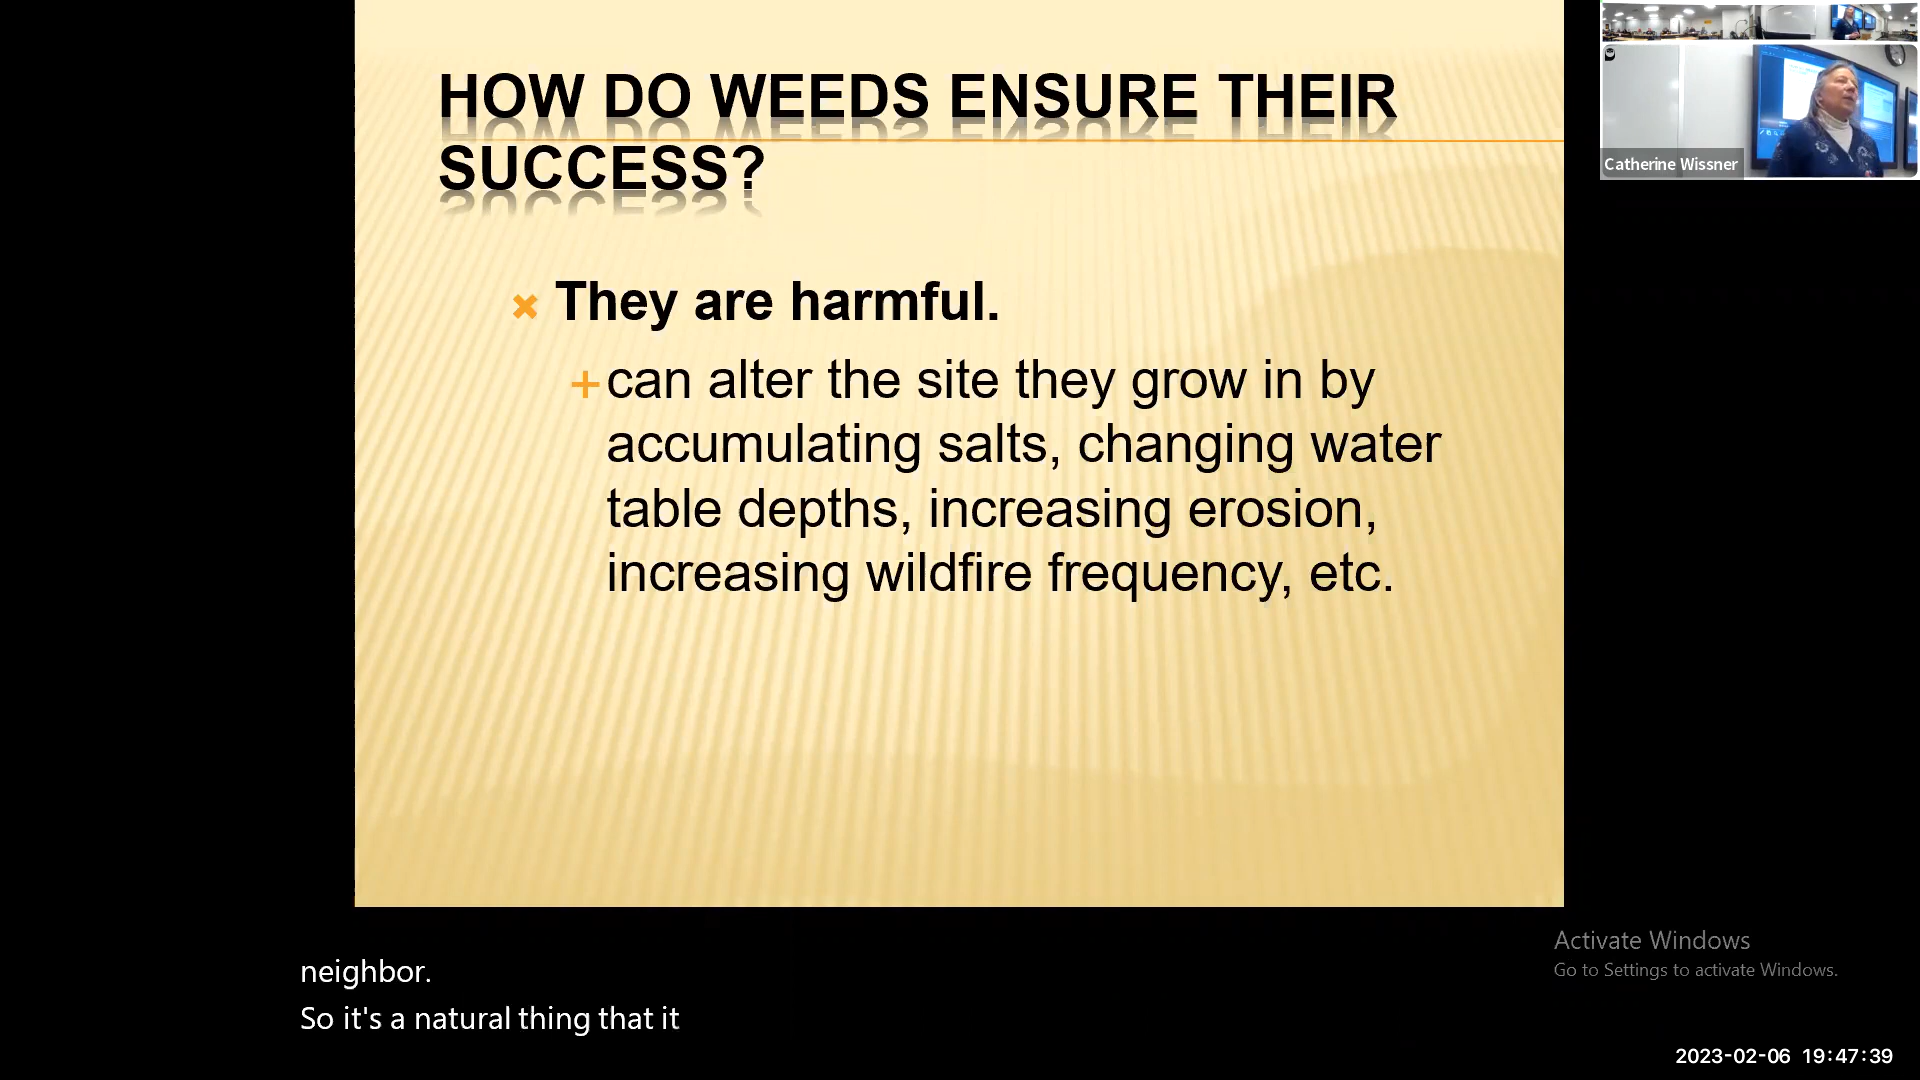 HOW DO WEEDS ENSURE THEIR
SUCCESS?
They are harmful.
can alter the site they grow in by
accumulating salts, changing water
table depths, increasing erosion,
increasing wildfire frequency, etc.
Catherine Wissner
Activate Windows
Go to Settings to activate Windows.
neighbor.
So it's a natural thing that it
2023-02-06 19:47:39